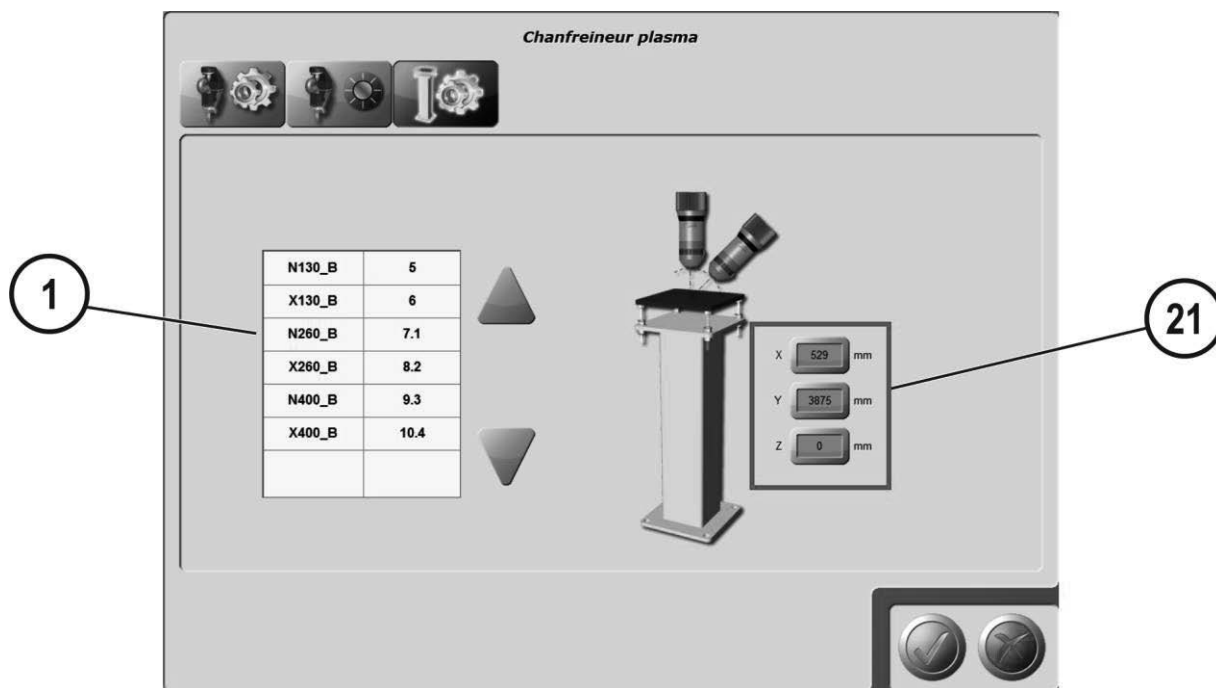 Chanfreineur plasma
N130_B 5
X130_B 6
N260_B 7.1
X260_B 8.2
N400_B 9.3
X400_B 10.4
1
21
X 529 mm
Y 3875 mm
Z 0 mm